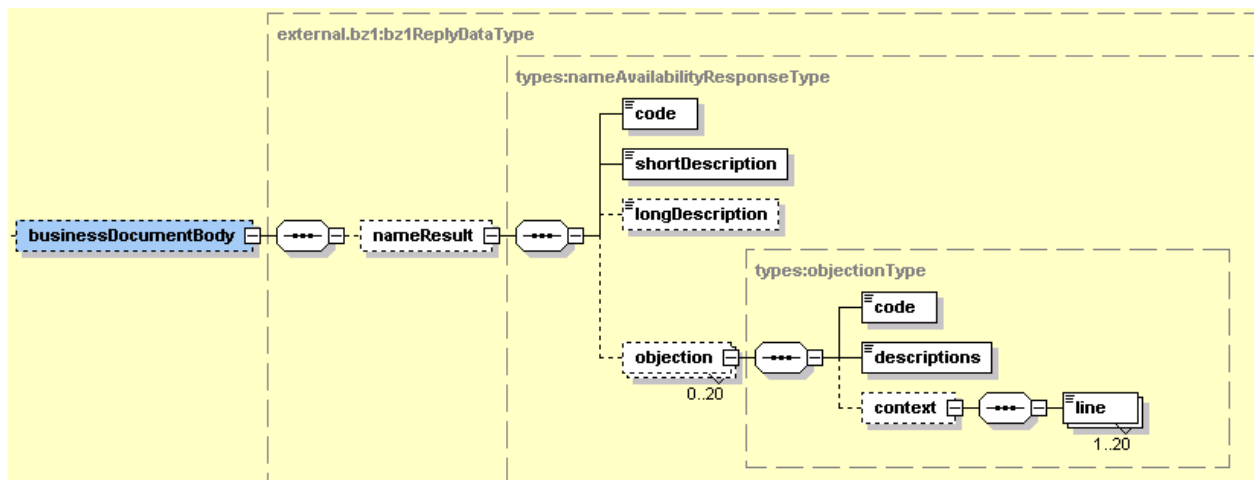 external.bz1:bz1ReplyDataType
types:nameAvailabilityResponseType
code
shortDescription
longDescription
businessDocumentBody
nameResult
types:objectionType
code
objection
descriptions
0..20
context
line
1..20